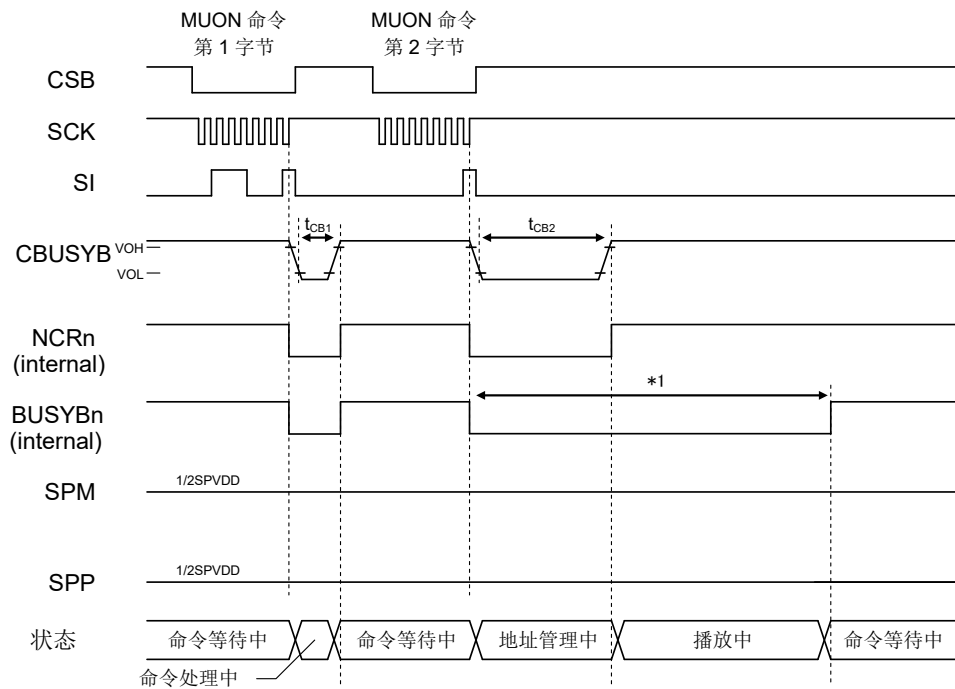 MUON 命令
第 1 字节
MUON 命令
第 2 字节
CSB
SCK
SI
tCB1
tCB2
CBUSYB
VOH
VOL
NCRn
(internal)
*1
BUSYBn
(internal)
SPM
1/2SPVDD
SPP
1/2SPVDD
状态
命令等待中
命令等待中
地址管理中
播放中
命令等待中
命令处理中